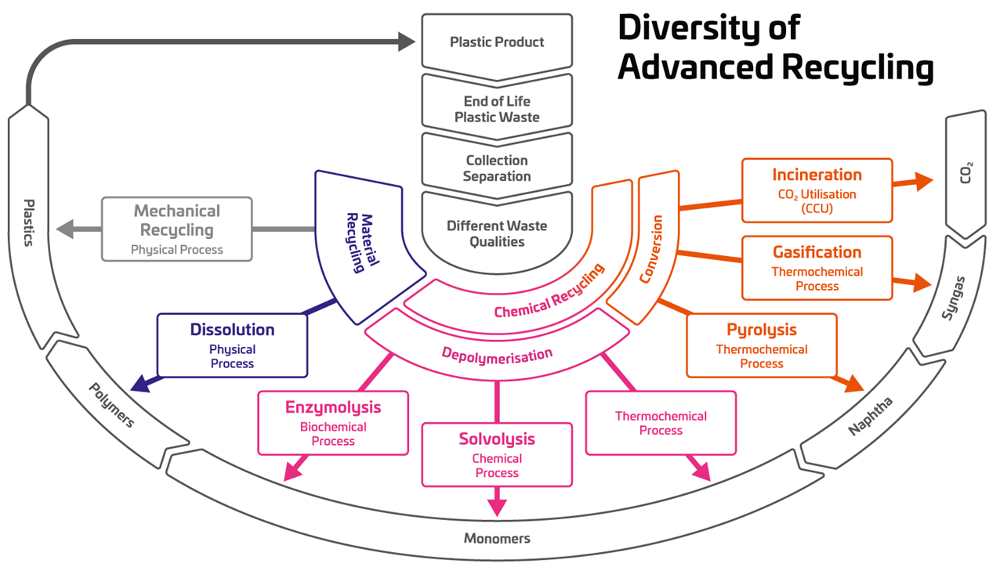 Diversity of
Advanced Recycling
Plastic Product
End of Life
Plastic Waste
Collection
Separation
Different Waste
Qualities
Plastics
Mechanical
Recycling
Physical Process
Material
Recycling
Chemical Recycling
Conversion
Incineration
CO₂ Utilisation
(CCU)
CO₂
Gasification
Thermochemical
Process
Syngas
Dissolution
Physical
Process
Depolymerisation
Pyrolysis
Thermochemical
Process
Polymers
Enzymolysis
Biochemical
Process
Solvolysis
Chemical
Process
Thermochemical
Process
Naphtha
Monomers